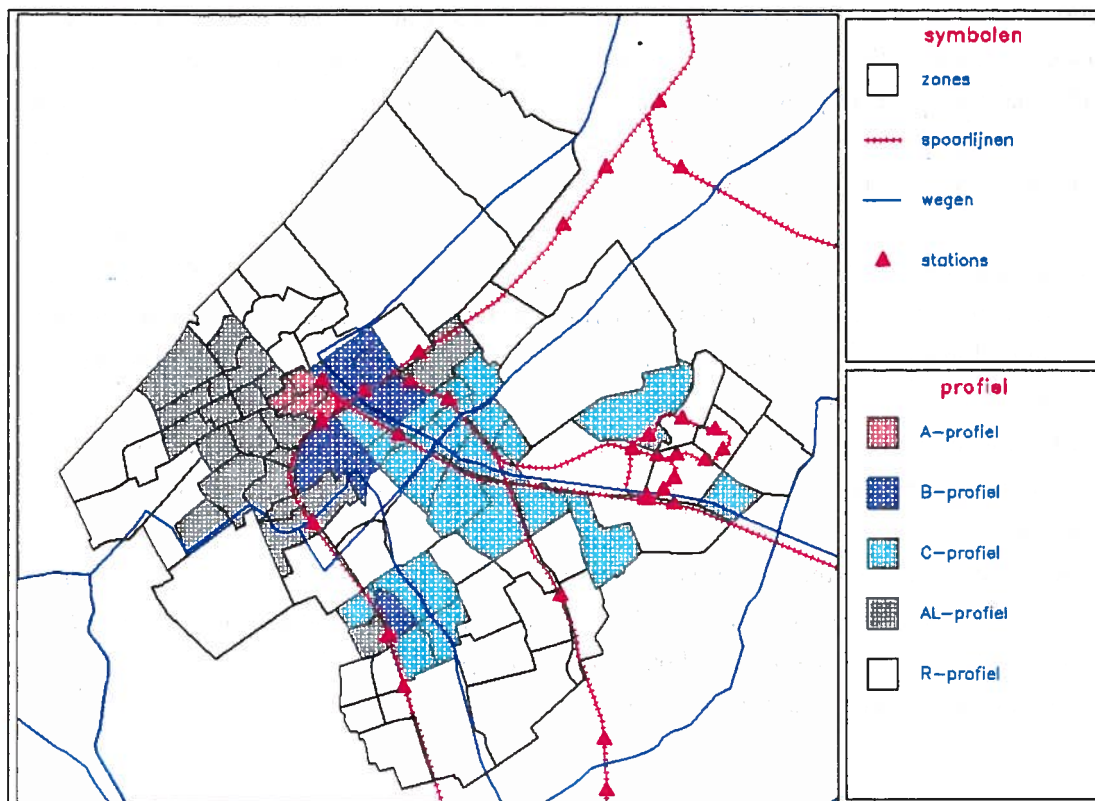 symbolen
zones
spoorlijnen
wegen
stations
profiel
A-profiel
B-profiel
C-profiel
AL-profiel
R-profiel